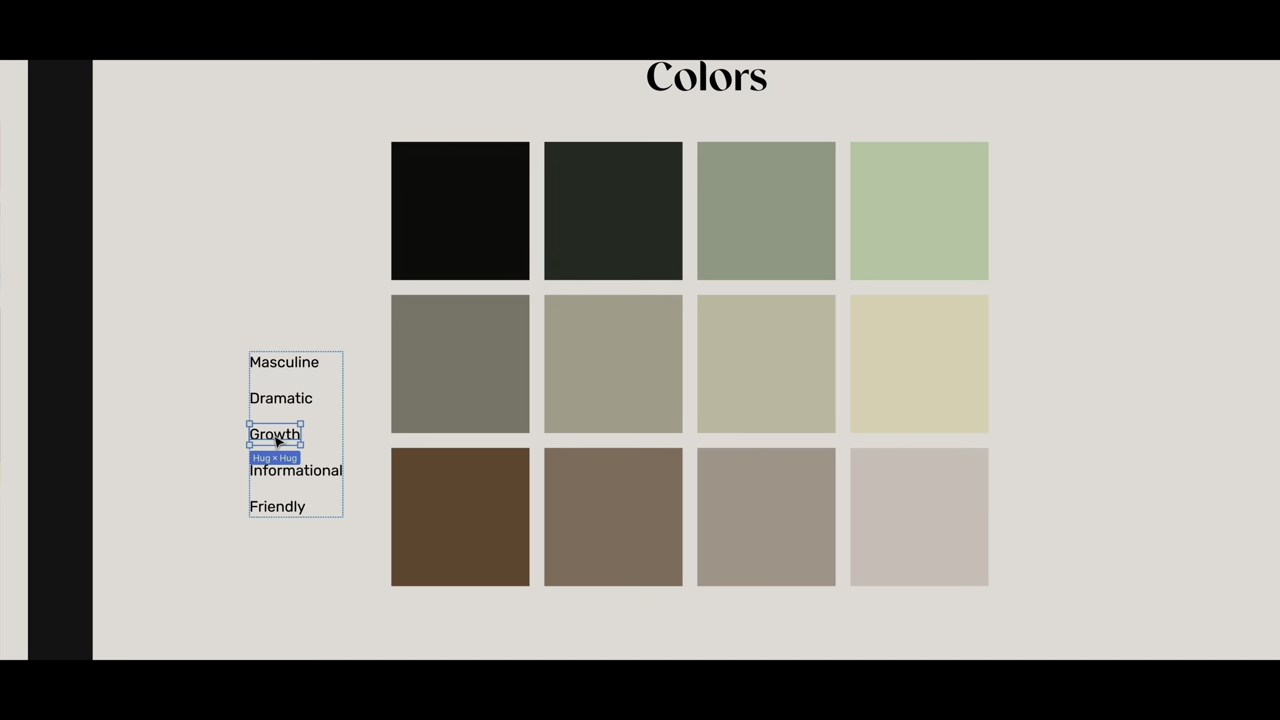 Colors
Masculine
Dramatic
Growth
Hug × Hug
Informational
Friendly